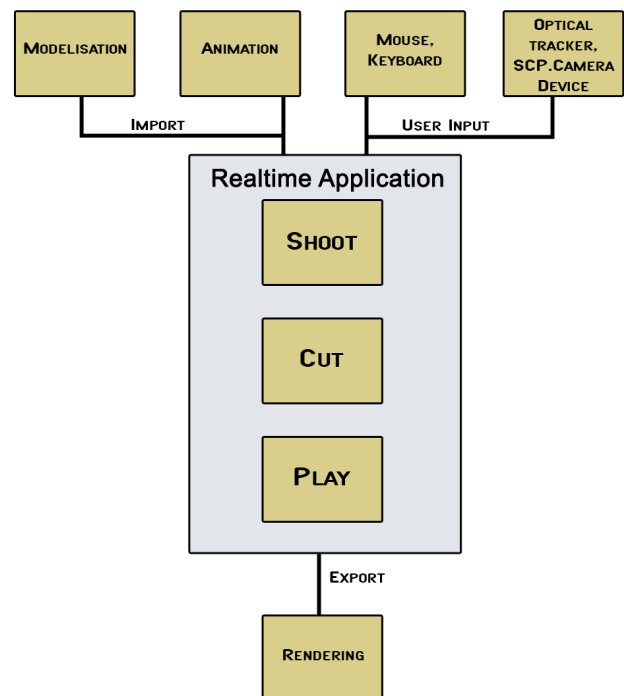 MODELISATION
ANIMATION
MOUSE,
KEYBOARD
OPTICAL
TRACKER,
SCP.CAMERA
DEVICE
IMPORT
USER INPUT
Realtime Application
SHOOT
CUT
PLAY
EXPORT
RENDERING